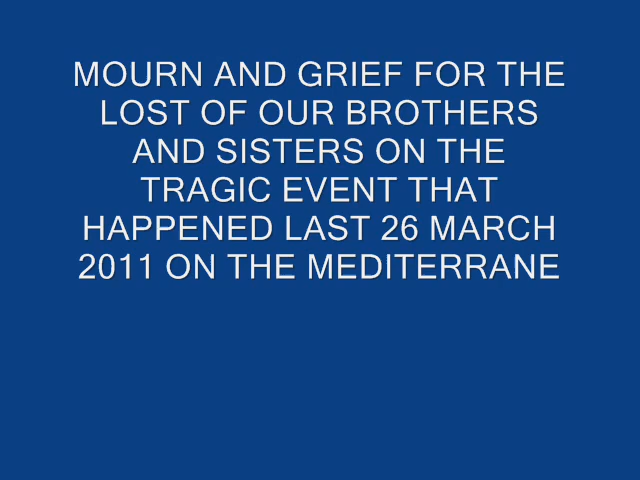 MOURN AND GRIEF FOR THE
LOST OF OUR BROTHERS
AND SISTERS ON THE
TRAGIC EVENT THAT
HAPPENED LAST 26 MARCH
2011 ON THE MEDITERRANE